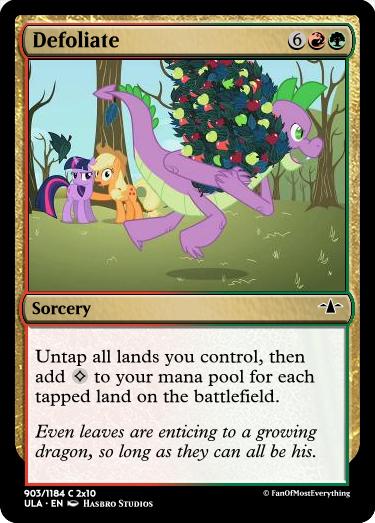 Defoliate 6
Sorcery
Untap all lands you control, then
add to your mana pool for each
tapped land on the battlefield.
Even leaves are enticing to a growing
dragon, so long as they can all be his.
903/1184 C 2x10
ULA • EN Hasbro Studios
© FanOfMostEverything